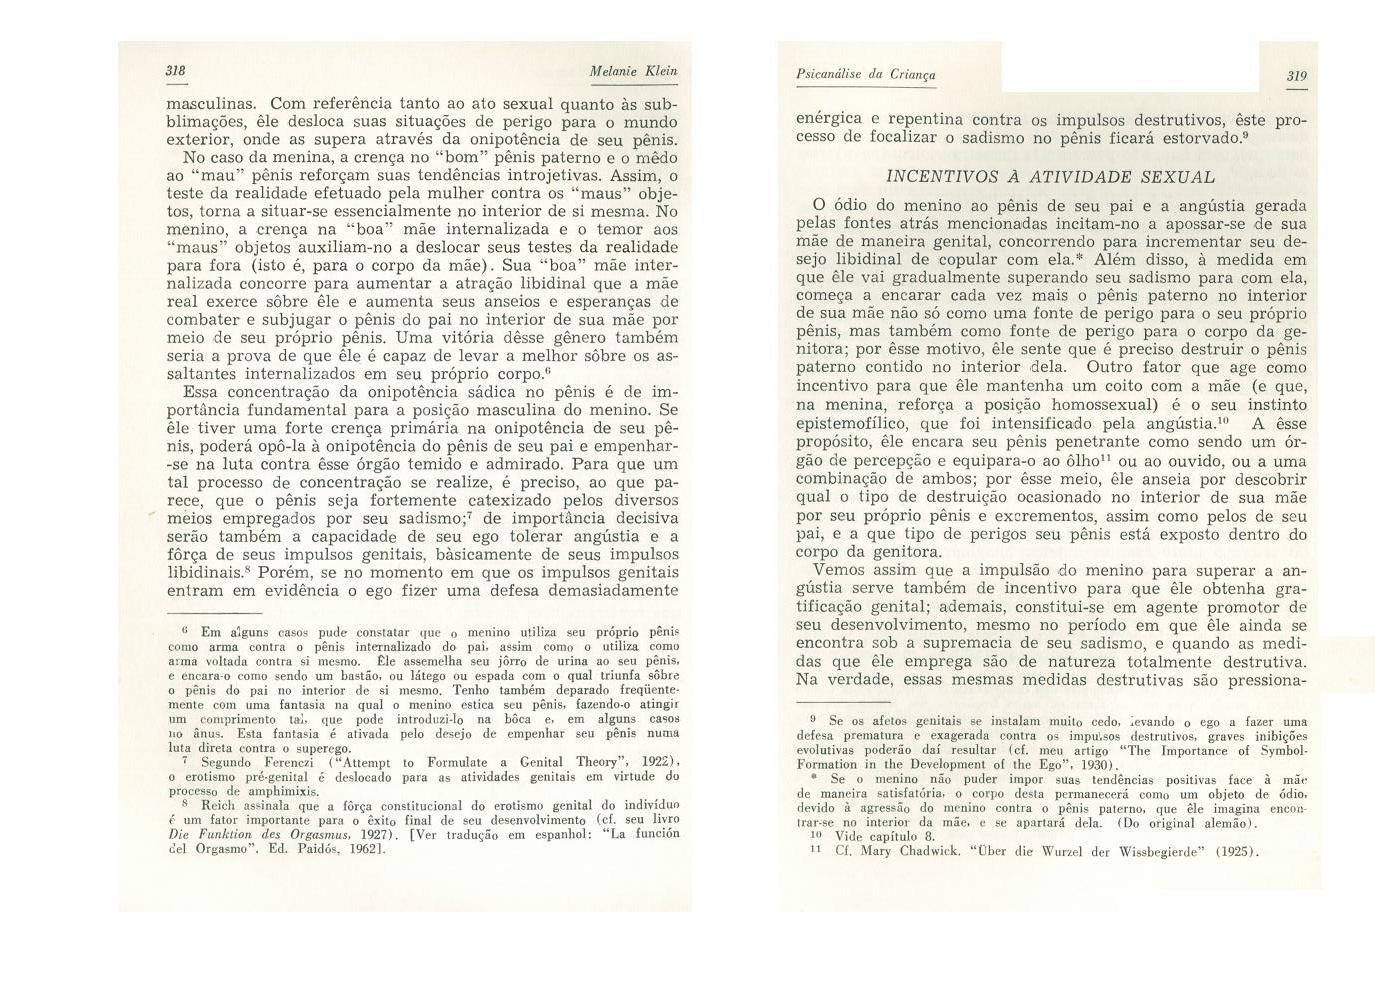 318
Melanie Klein
masculinas. Com referência tanto ao ato sexual quanto às sub-
blimações, êle desloca suas situações de perigo para o mundo
exterior, onde as supera através da onipotência de seu pênis.
No caso da menina, a crença no “bom” pênis paterno e o mêdo
ao “mau” pênis reforçam suas tendências introjetivas. Assim, o
teste da realidade efetuado pela mulher contra os “maus” obje-
tos, torna a situar-se essencialmente no interior de si mesma. No
menino, a crença na “boa” mãe internalizada e o temor aos
“maus” objetos auxiliam-no a deslocar seus testes da realidade
para fora (isto é, para o corpo da mãe). Sua “boa” mãe inter-
nalizada concorre para aumentar a atração libidinal que a mãe
real exerce sôbre êle e aumenta seus anseios e esperanças de
combater e subjugar o pênis do pai no interior de sua mãe por
meio de seu próprio pênis. Uma vitória dêsse gênero também
seria a prova de que êle é capaz de levar a melhor sôbre os as-
saltantes internalizados em seu próprio corpo.⁶
Essa concentração da onipotência sádica no pênis é de im-
portância fundamental para a posição masculina do menino. Se
êle tiver uma forte crença primária na onipotência de seu pê-
nis, poderá opô-la à onipotência do pênis de seu pai e empenhar-
-se na luta contra êsse órgão temido e admirado. Para que um
tal processo de concentração se realize, é preciso, ao que pa-
rece, que o pênis seja fortemente catexizado pelos diversos
meios empregados por seu sadismo;⁷ de importância decisiva
serão também a capacidade de seu ego tolerar angústia e a
fôrça de seus impulsos genitais, bàsicamente de seus impulsos
libidinais.⁸ Porém, se no momento em que os impulsos genitais
entram em evidência o ego fizer uma defesa demasiadamente
⁶ Em alguns casos pude constatar que o menino utiliza seu próprio pênis
como arma contra o pênis internalizado do pai, assim como o utiliza como
arma voltada contra si mesmo. Êle assemelha seu jôrro de urina ao seu pênis,
e encara-o como sendo um bastão, ou látego ou espada com o qual triunfa sôbre
o pênis do pai no interior de si mesmo. Tenho também deparado freqüente-
mente com uma fantasia na qual o menino estica seu pênis, fazendo-o atingir
um comprimento tal, que pode introduzi-lo na bôca e, em alguns casos
no ânus. Esta fantasia é ativada pelo desejo de empenhar seu pênis numa
luta direta contra o superego.
⁷ Segundo Ferenczi (“Attempt to Formulate a Genital Theory”, 1922),
o erotismo pré-genital é deslocado para as atividades genitais em virtude do
processo de amphimixis.
⁸ Reich assinala que a fôrça constitucional do erotismo genital do indivíduo
é um fator importante para o êxito final de seu desenvolvimento (cf. seu livro
Die Funktion des Orgasmus, 1927). [Ver tradução em espanhol: “La función
del Orgasmo”. Ed. Paidós, 1962].
Psicanálise da Criança
319
enérgica e repentina contra os impulsos destrutivos, êste pro-
cesso de focalizar o sadismo no pênis ficará estorvado.⁹
INCENTIVOS À ATIVIDADE SEXUAL
O ódio do menino ao pênis de seu pai e a angústia gerada
pelas fontes atrás mencionadas incitam-no a apossar-se de sua
mãe de maneira genital, concorrendo para incrementar seu de-
sejo libidinal de copular com ela.* Além disso, à medida em
que êle vai gradualmente superando seu sadismo para com ela,
começa a encarar cada vez mais o pênis paterno no interior
de sua mãe não só como uma fonte de perigo para o seu próprio
pênis, mas também como fonte de perigo para o corpo da ge-
nitora; por êsse motivo, êle sente que é preciso destruir o pênis
paterno contido no interior dela. Outro fator que age como
incentivo para que êle mantenha um coito com a mãe (e que,
na menina, reforça a posição homossexual) é o seu instinto
epistemofílico, que foi intensificado pela angústia.¹⁰ A êsse
propósito, êle encara seu pênis penetrante como sendo um ór-
gão de percepção e equipara-o ao ôlho¹¹ ou ao ouvido, ou a uma
combinação de ambos; por êsse meio, êle anseia por descobrir
qual o tipo de destruição ocasionado no interior de sua mãe
por seu próprio pênis e excrementos, assim como pelos de seu
pai, e a que tipo de perigos seu pênis está exposto dentro do
corpo da genitora.
Vemos assim que a impulsão do menino para superar a an-
gústia serve também de incentivo para que êle obtenha gra-
tificação genital; ademais, constitui-se em agente promotor de
seu desenvolvimento, mesmo no período em que êle ainda se
encontra sob a supremacia de seu sadismo, e quando as medi-
das que êle emprega são de natureza totalmente destrutiva.
Na verdade, essas mesmas medidas destrutivas são pressiona-
⁹ Se os afetos genitais se instalam muito cedo, levando o ego a fazer uma
defesa prematura e exagerada contra os impulsos destrutivos, graves inibições
evolutivas poderão daí resultar (cf. meu artigo “The Importance of Symbol-
Formation in the Development of the Ego”, 1930).
* Se o menino não puder impor suas tendências positivas face à mãe
de maneira satisfatória, o corpo desta permanecerá como um objeto de ódio,
devido à agressão do menino contra o pênis paterno, que êle imagina encon-
trar-se no interior da mãe, e se apartará dela. (Do original alemão).
¹⁰ Vide capítulo 8.
¹¹ Cf. Mary Chadwick. “Über die Wurzel der Wissbegierde” (1925).